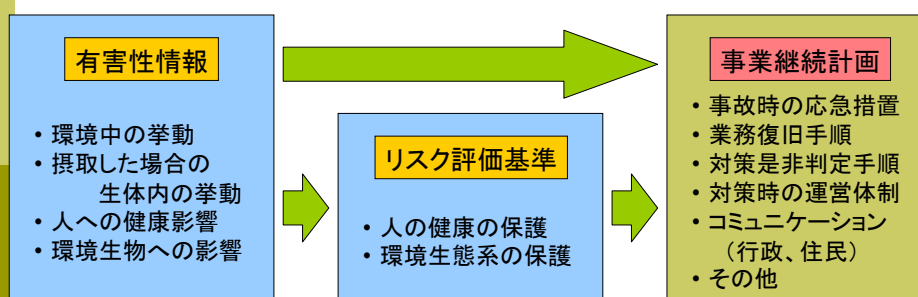 有害性情報
・環境中の挙動
・摂取した場合の
生体内の挙動
・人への健康影響
・環境生物への影響
リスク評価基準
・人の健康の保護
・環境生態系の保護
事業継続計画
・事故時の応急措置
・業務復旧手順
・対策是非判定手順
・対策時の運営体制
・コミュニケーション
（行政、住民）
・その他